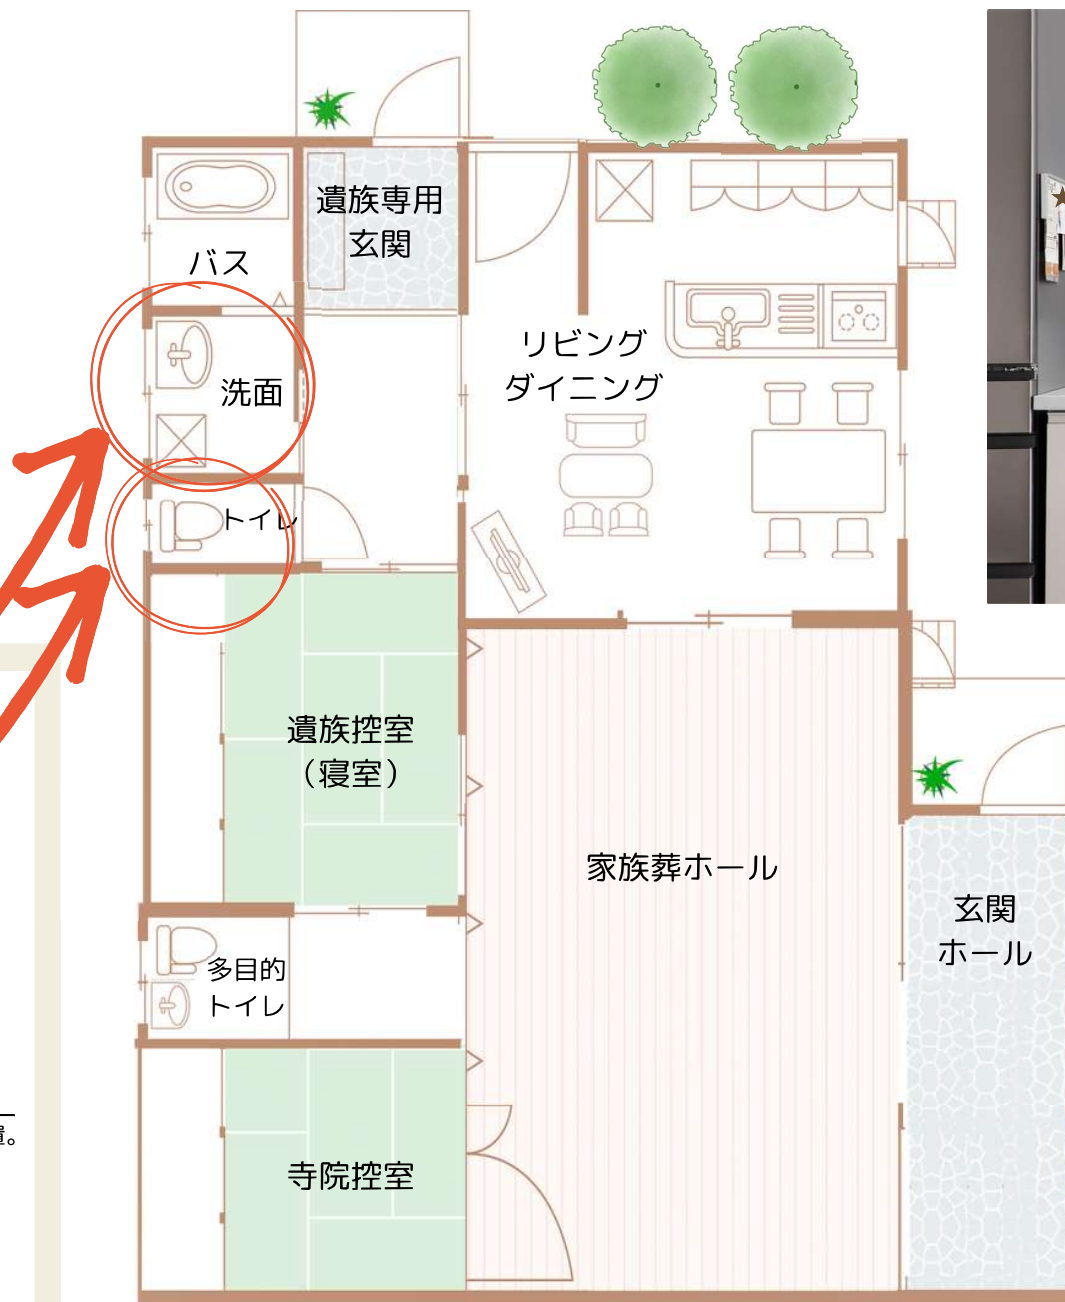 遺族専用
玄関
バス
リビング
ダイニング
洗面
トイレ
遺族控室
（寝室）
家族葬ホール
玄関
ホール
多目的
トイレ
寺院控室